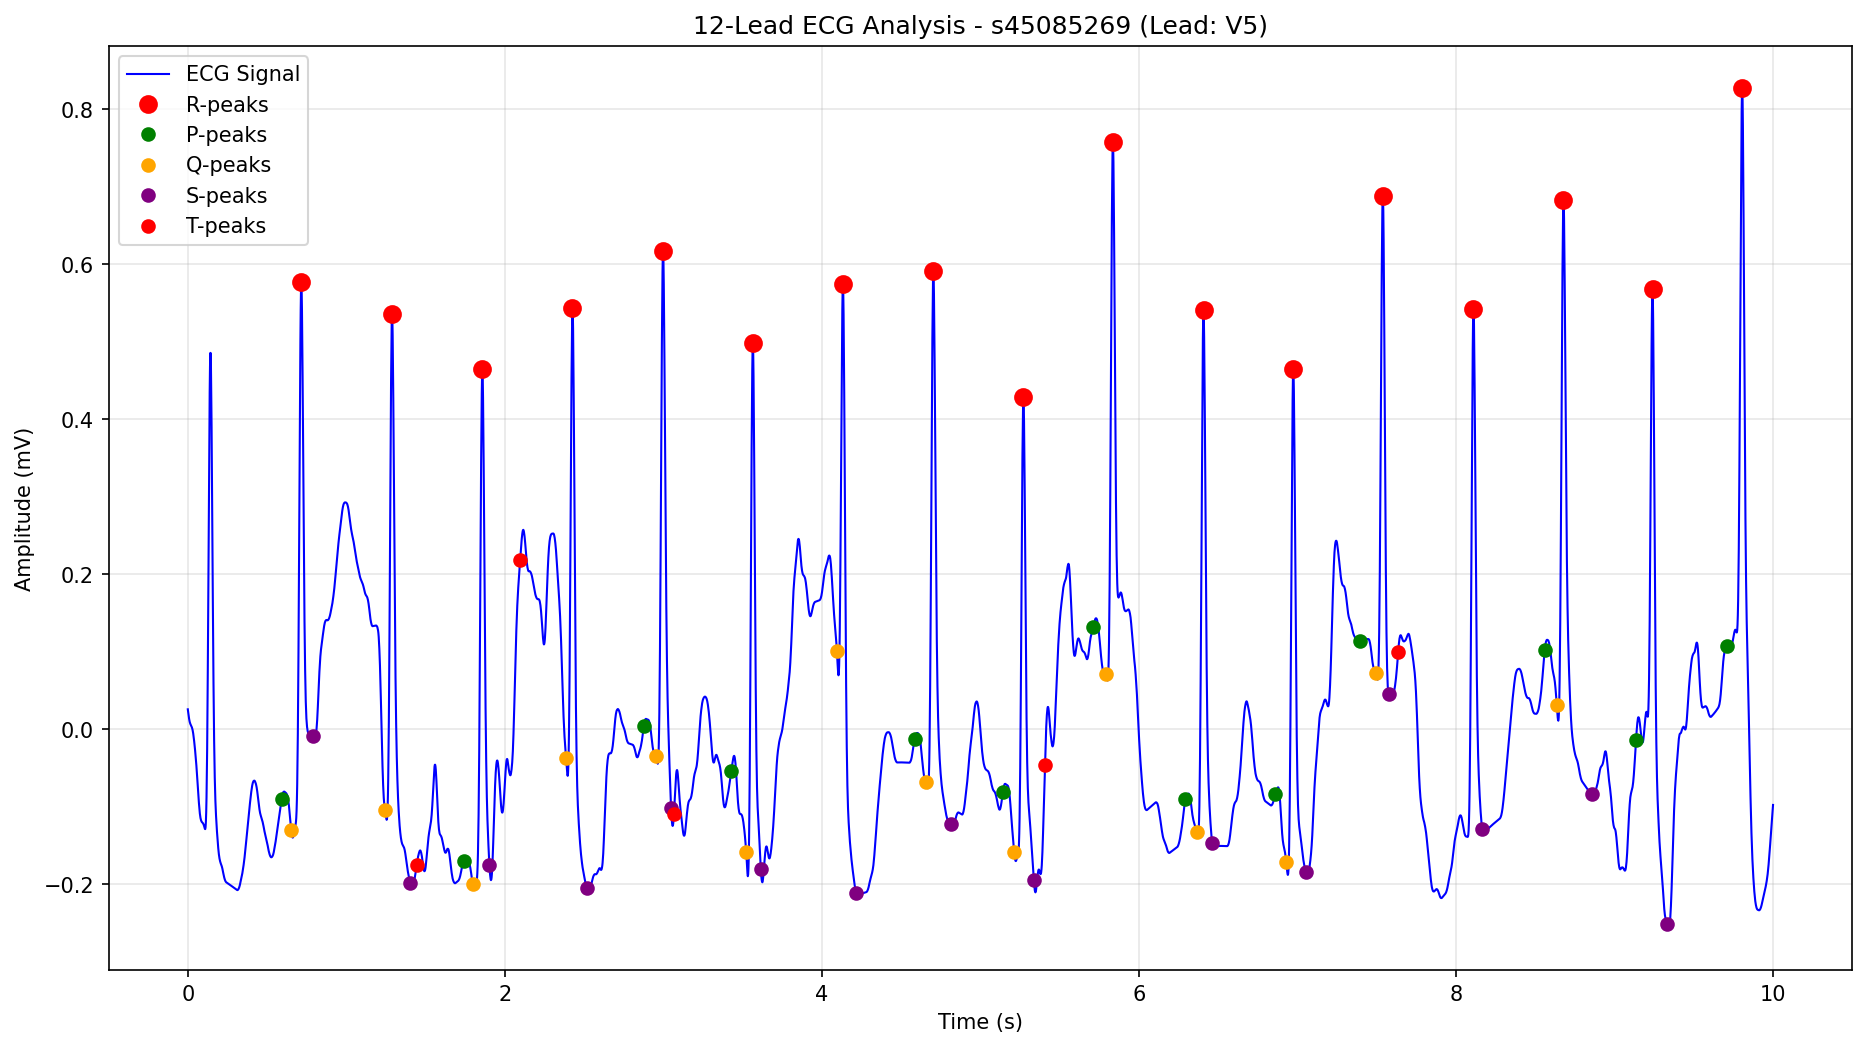 12-Lead ECG Analysis - s45085269 (Lead: V5)
ECG Signal
R-peaks
P-peaks
Q-peaks
S-peaks
T-peaks
Amplitude (mV)
0.8
0.6
0.4
0.2
0.0
−0.2
0 2 4 6 8 10
Time (s)